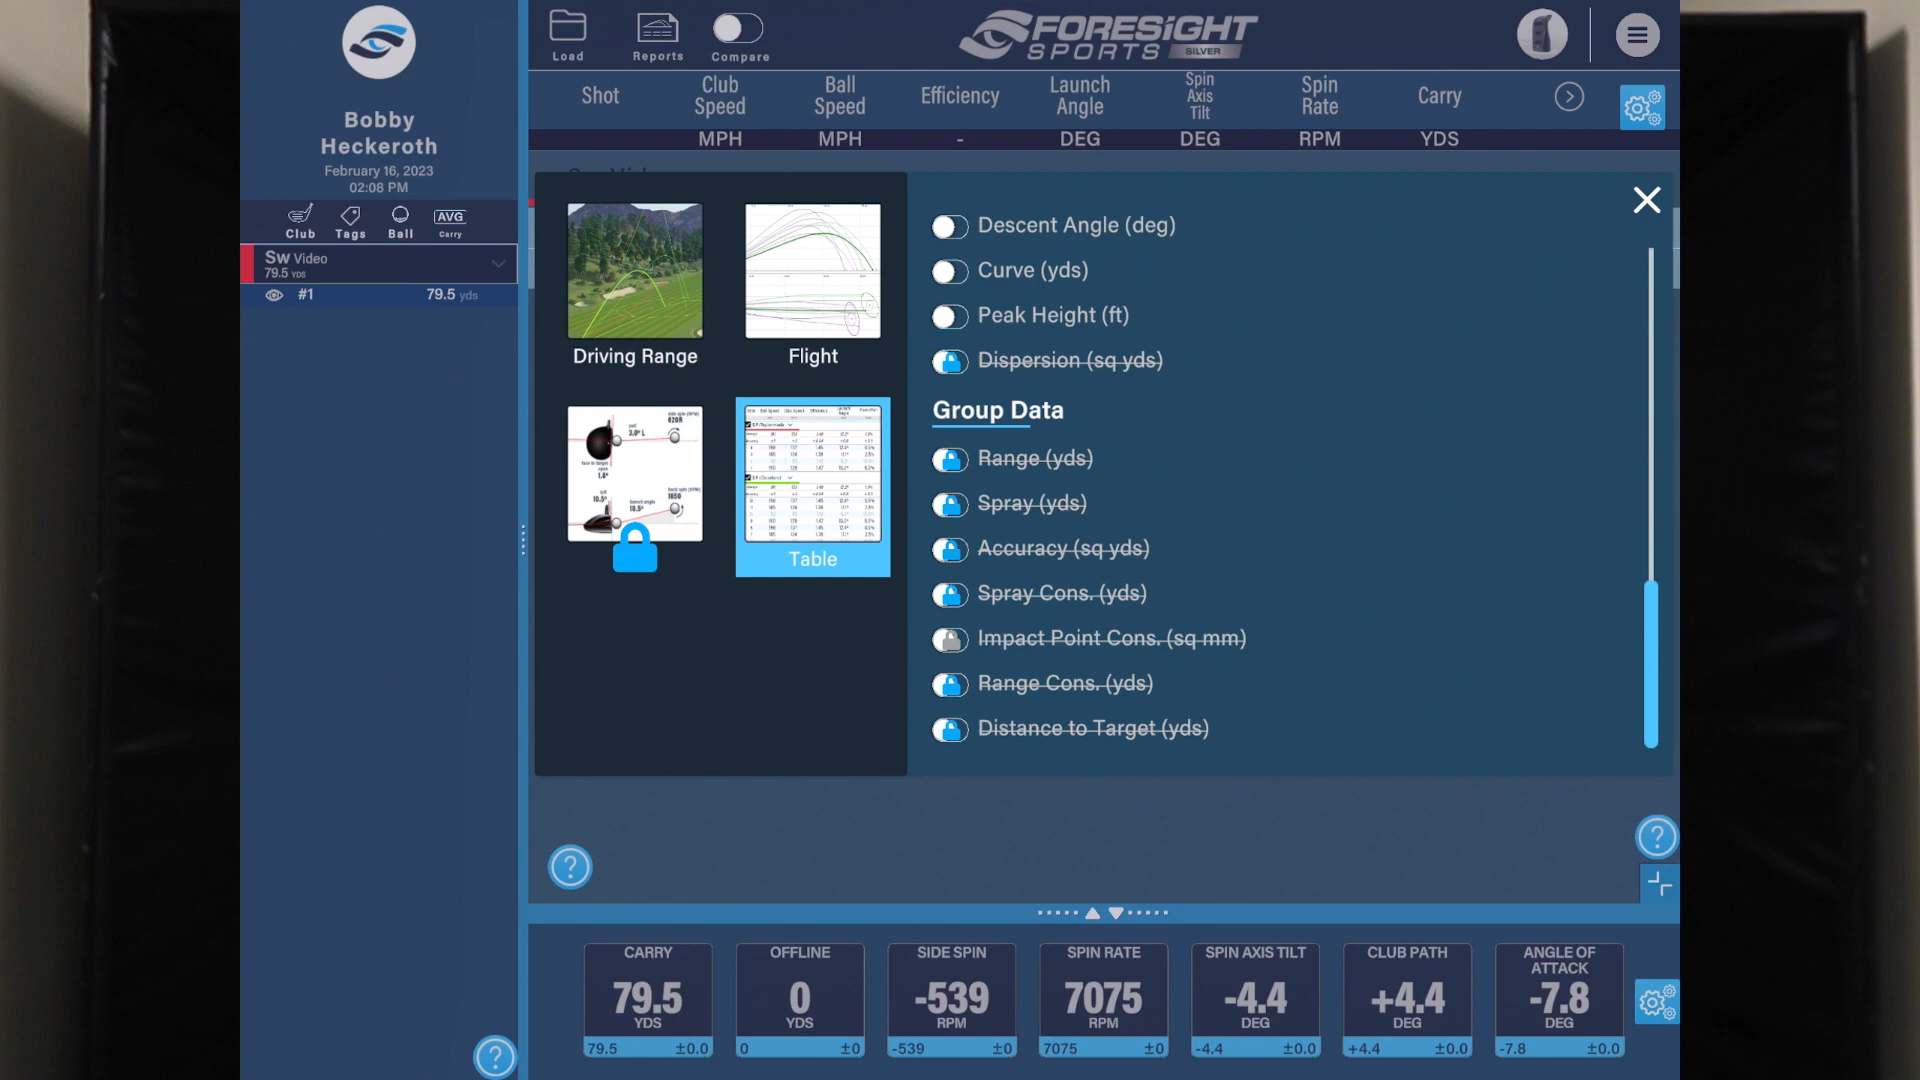 Bobby
Heckeroth
February 16, 2023
02:08 PM
Club
Tags
Ball
AVG
Carry
Sw Video
79.5 YDS
#1
79.5 yds
Load
Reports
Compare
FORESiGHT
SPORTS
SILVER
Shot
Club
Speed
Ball
Speed
Efficiency
Launch
Angle
Spin
Axis
Tilt
Spin
Rate
Carry
MPH
MPH
-
DEG
DEG
RPM
YDS
Driving Range
Flight
Table
Descent Angle (deg)
Curve (yds)
Peak Height (ft)
Dispersion (sq yds)
Group Data
Range (yds)
Spray (yds)
Accuracy (sq yds)
Spray Cons. (yds)
Impact Point Cons. (sq mm)
Range Cons. (yds)
Distance to Target (yds)
?
?
?
CARRY
79.5
YDS
79.5 ±0.0
OFFLINE
0
YDS
0 ±0
SIDE SPIN
-539
RPM
-539 ±0
SPIN RATE
7075
RPM
7075 ±0
SPIN AXIS TILT
-4.4
DEG
-4.4 ±0.0
CLUB PATH
+4.4
DEG
+4.4 ±0.0
ANGLE OF
ATTACK
-7.8
DEG
-7.8 ±0.0